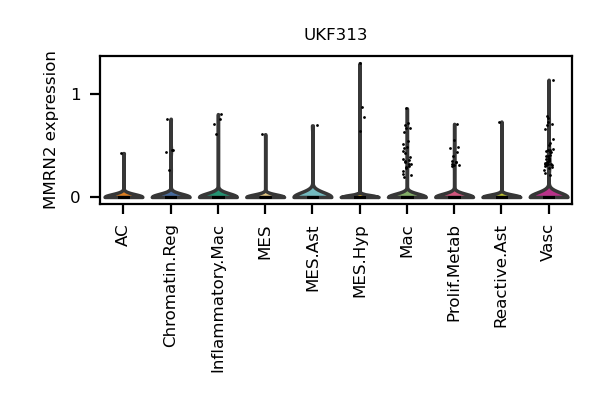 UKF313
MMRN2 expression
1
0
AC
Chromatin.Reg
Inflammatory.Mac
MES
MES.Ast
MES.Hyp
Mac
Prolif.Metab
Reactive.Ast
Vasc